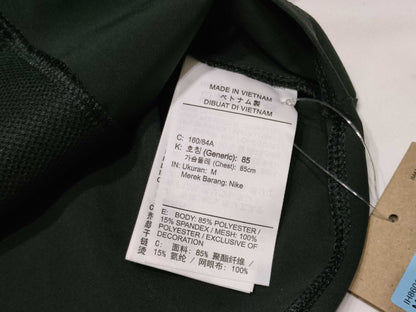 MADE IN VIETNAM
ベトナム製
DIBUAT DI VIETNAM
C: 160/84A
K: 호칭 (Generic): 85
가슴둘레 (Chest): 85cm
IN: Ukuran: M
Merek Barang: Nike
E: BODY: 85% POLYESTER/
15% SPANDEX / MESH: 100%
POLYESTER/EXCLUSIVE OF
DECORATION
C: 面料: 85% 聚酯纤维/
15% 氨纶 / 网眼布: 100%